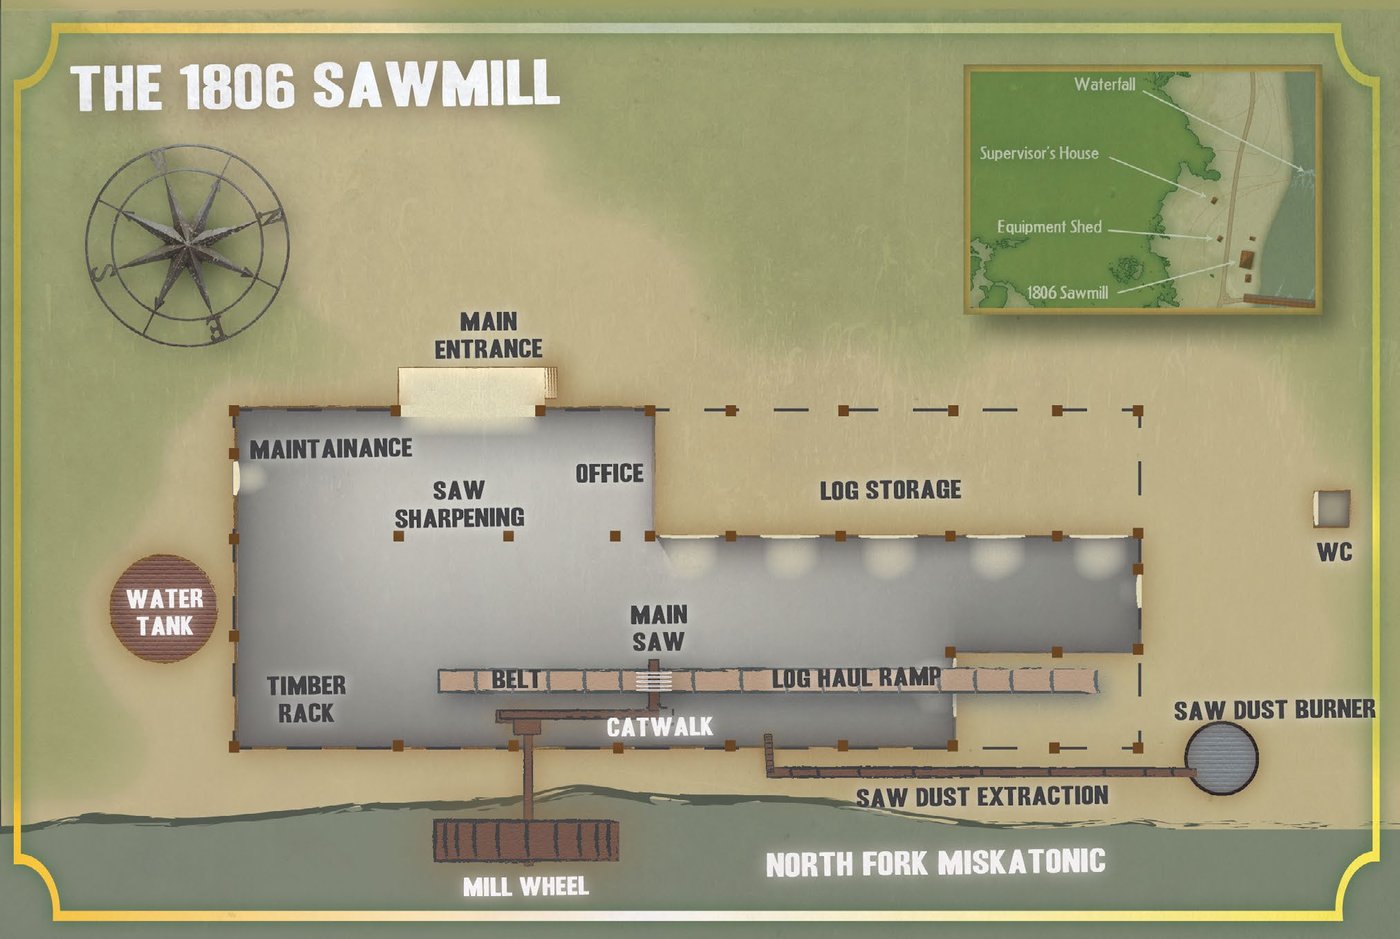 THE 1806 SAWMILL
Waterfall
Supervisor's House
Equipment Shed
1806 Sawmill
W
N
S
E
MAIN
ENTRANCE
MAINTAINANCE
OFFICE
SAW
SHARPENING
LOG STORAGE
WC
WATER
TANK
MAIN
SAW
TIMBER
RACK
BELT
LOG HAUL RAMP
CATWALK
SAW DUST BURNER
SAW DUST EXTRACTION
NORTH FORK MISKATONIC
MILL WHEEL